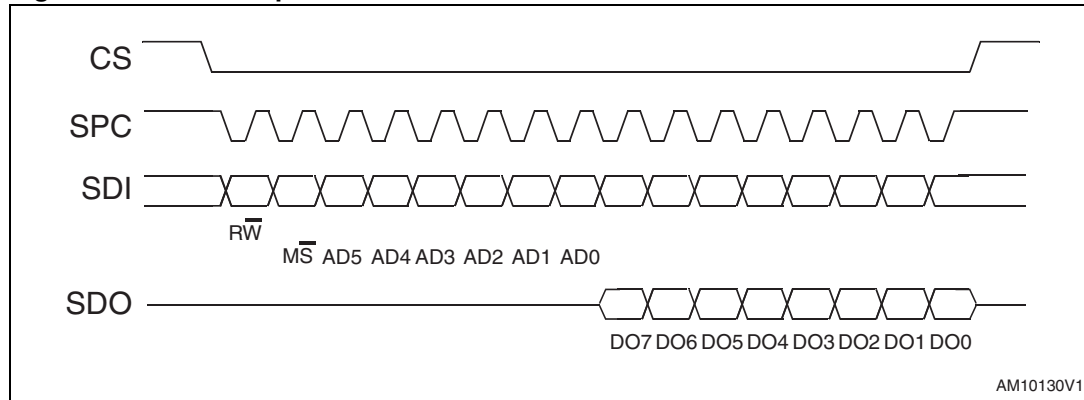 CS
SPC
SDI
RW
MS AD5 AD4 AD3 AD2 AD1 AD0
SDO
DO7 DO6 DO5 DO4 DO3 DO2 DO1 DO0
AM10130V1